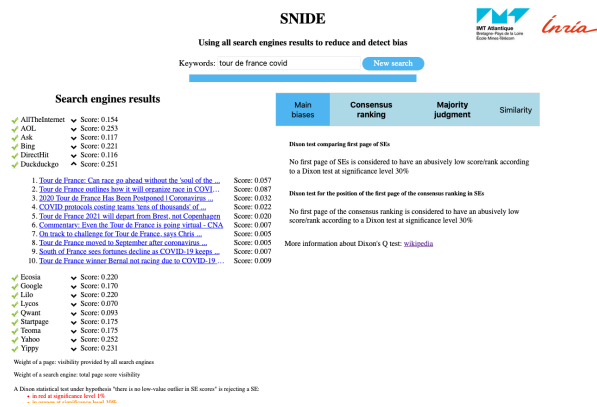 SNIDE
IMT Atlantique
Bretagne-Pays de la Loire
École Mines-Télécom
Inria
Using all search engines results to reduce and detect bias
Keywords: tour de france covid New search
Search engines results
AllTheInternet Score: 0.154
AOL Score: 0.253
Ask Score: 0.117
Bing Score: 0.221
DirectHit Score: 0.116
Duckduckgo Score: 0.251
1. Tour de France: Can race go ahead without the 'soul of the ... Score: 0.057
2. Tour de France outlines how it will organize race in COVI... Score: 0.087
3. 2020 Tour de France Has Been Postponed | Coronavirus ... Score: 0.032
4. COVID protocols costing teams 'tens of thousands' of ... Score: 0.022
5. Tour de France 2021 will depart from Brest, not Copenhagen Score: 0.020
6. Commentary: Even the Tour de France is going virtual - CNA Score: 0.007
7. On track to challenge for Tour de France, says Chris ... Score: 0.005
8. Tour de France moved to September after coronavirus ... Score: 0.005
9. South of France sees fortunes decline as COVID-19 keeps ... Score: 0.007
10. Tour de France winner Bernal not racing due to COVID-19 ... Score: 0.009
Ecosia Score: 0.220
Google Score: 0.170
Lilo Score: 0.220
Lycos Score: 0.070
Qwant Score: 0.093
Startpage Score: 0.175
Teoma Score: 0.175
Yahoo Score: 0.252
Yippy Score: 0.231
Weight of a page: visibility provided by all search engines
Weight of a search engine: total page score visibility
A Dixon statistical test under hypothesis "there is no low-value outlier in SE scores" is rejecting a SE:
• in red at significance level 1%
• in orange at significance level 10%
Main biases
Consensus ranking
Majority judgment
Similarity
Dixon test comparing first page of SEs
No first page of SEs is considered to have an abusively low score/rank according
to a Dixon test at significance level 30%
Dixon test for the position of the first page of the consensus ranking in SEs
No first page of the consensus ranking is considered to have an abusively low
score/rank according to a Dixon test at significance level 30%
More information about Dixon's Q test: wikipedia